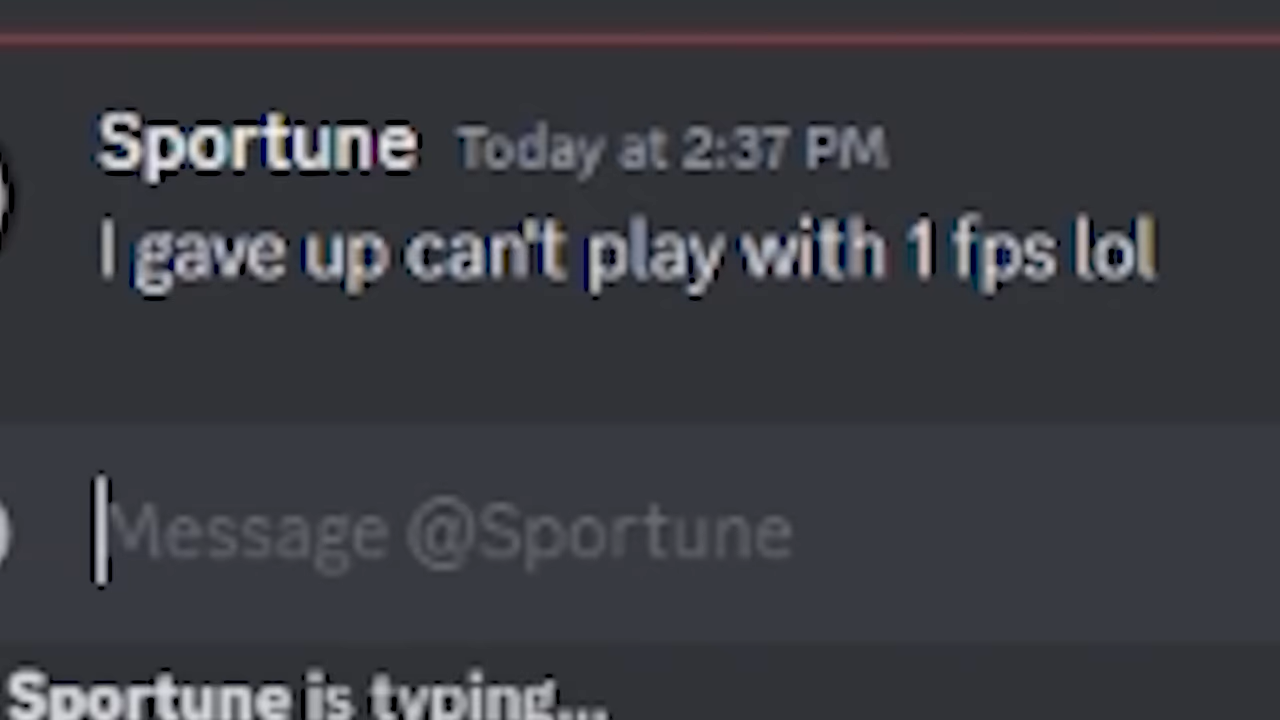 Sportune Today at 2:37 PM
I gave up can't play with 1 fps lol
Message @Sportune
Sportune is typing...